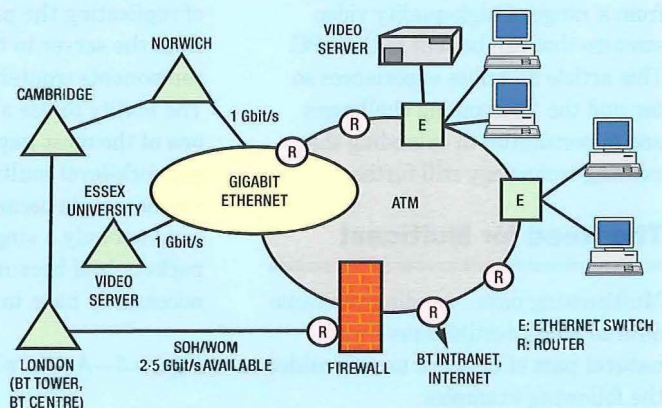 NORWICH
VIDEO
SERVER
CAMBRIDGE
1 Gbit/s
R
E
R
ESSEX
UNIVERSITY
GIGABIT
ETHERNET
ATM
E
1 Gbit/s
VIDEO
SERVER
R
R
R
SOH/WOM
2·5 Gbit/s AVAILABLE
FIREWALL
BT INTRANET,
INTERNET
E: ETHERNET SWITCH
R: ROUTER
LONDON
(BT TOWER,
BT CENTRE)